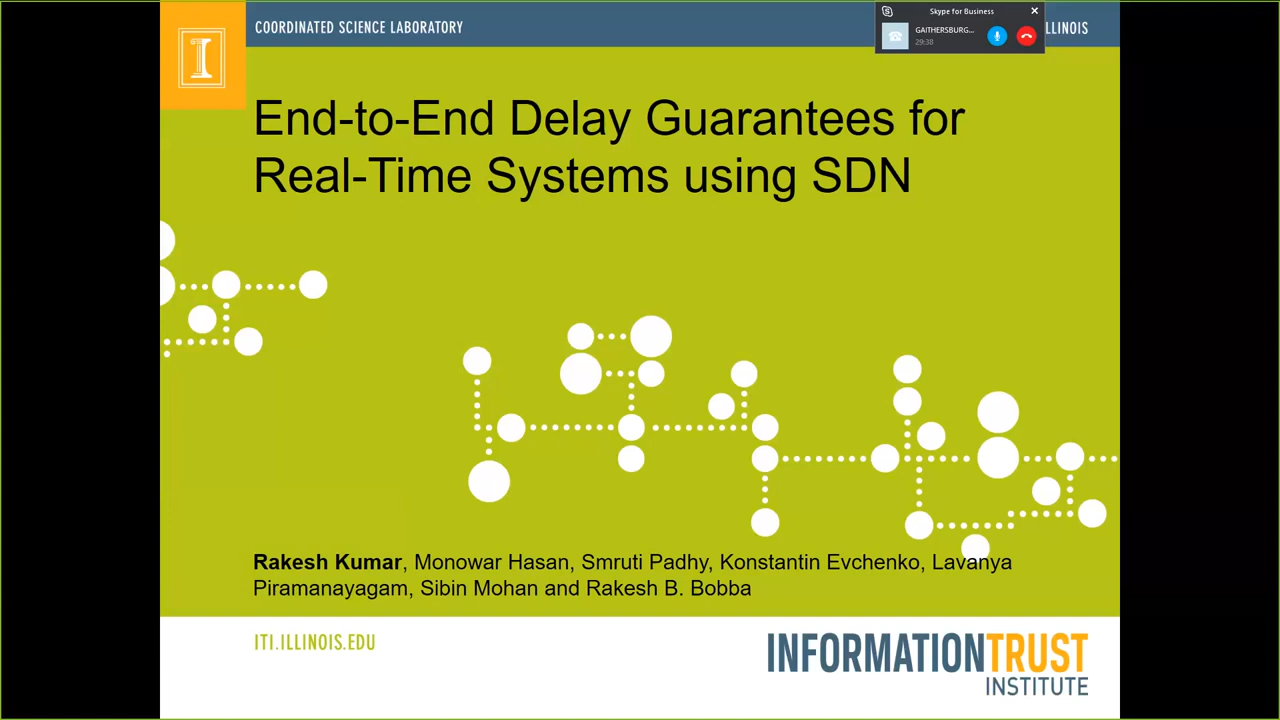 COORDINATED SCIENCE LABORATORY
Skype for Business
GAITHERSBURG...
29:38
LLINOIS
End-to-End Delay Guarantees for
Real-Time Systems using SDN
Rakesh Kumar, Monowar Hasan, Smruti Padhy, Konstantin Evchenko, Lavanya
Piramanayagam, Sibin Mohan and Rakesh B. Bobba
ITI.ILLINOIS.EDU
INFORMATIONTRUST
INSTITUTE